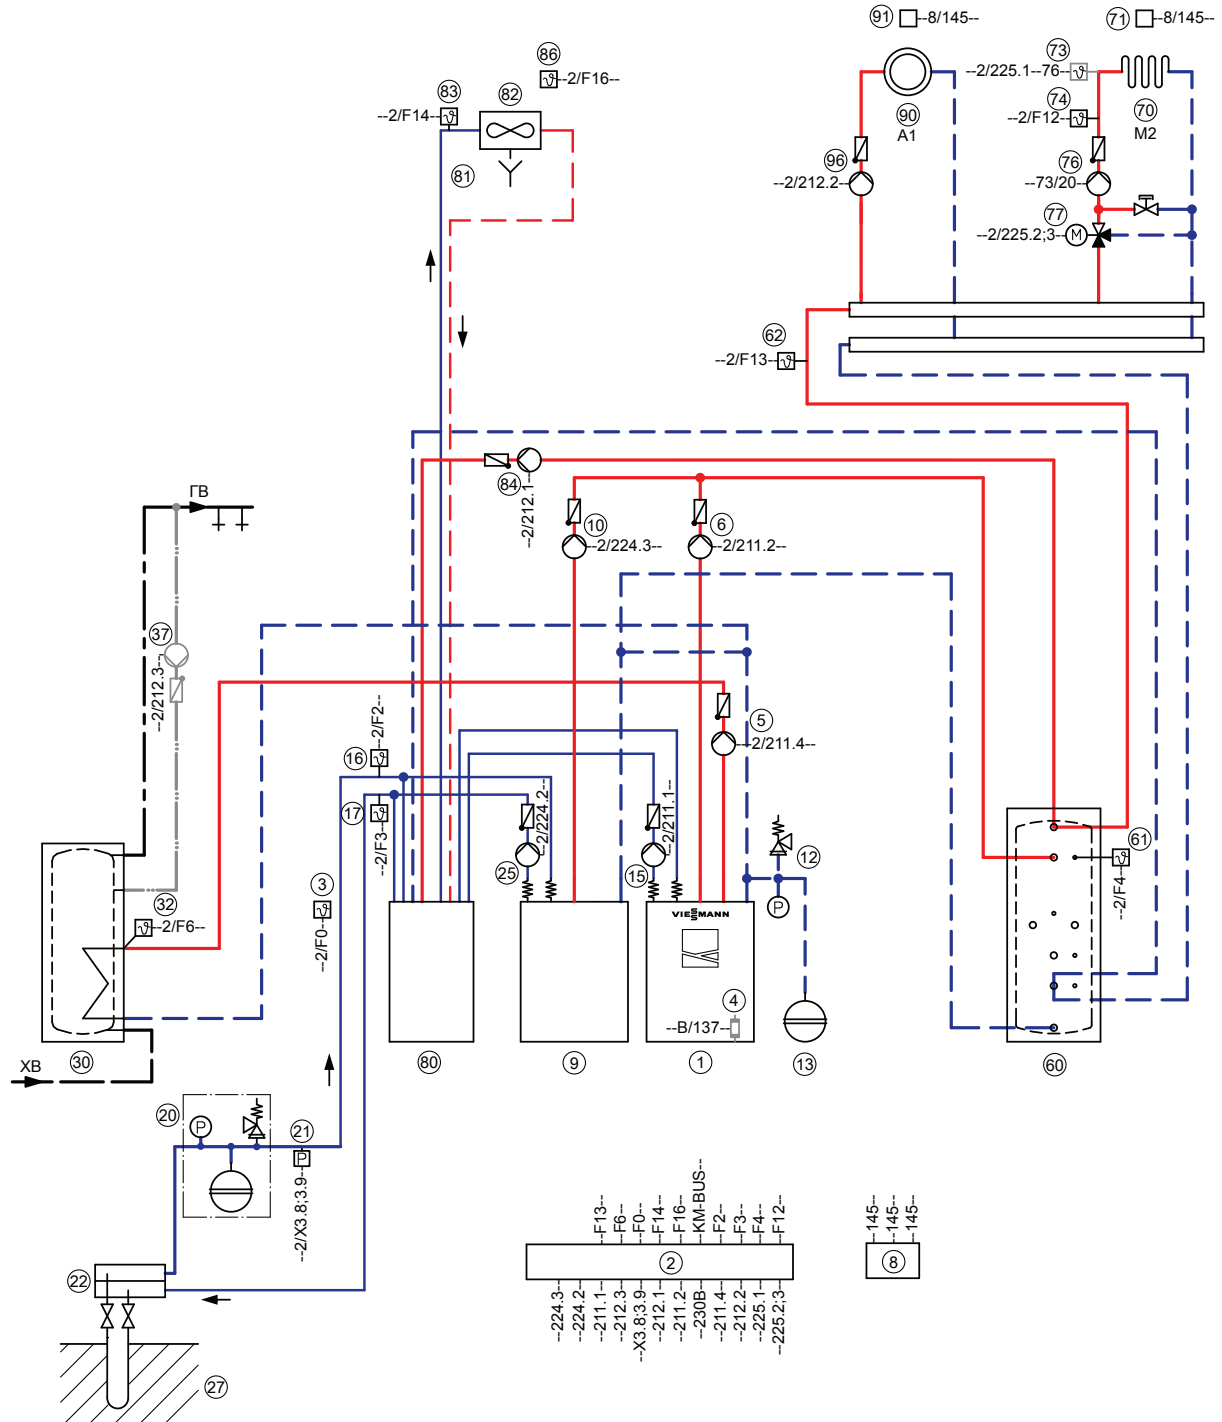 91 --8/145--
71 --8/145--
86
--2/F16--
73
--2/225.1--76--
83
82
74
--2/F14--
--2/F12--
90
A1
70
M2
96
76
81
--2/212.2--
--73/20--
77
--2/225.2;3-- M
62
--2/F13--
84
--2/212.1--
ГВ
10
6
--2/224.3--
--2/211.2--
37
--2/212.3--
--2/F2--
5
--2/211.4--
16
17
--2/F3--
--2/224.2--
--2/211.1--
25
15
12
61
--2/F4--
3
--2/F0--
32
--2/F6--
VIESMANN
P
4
--B/137--
ХВ
30
80
9
1
13
60
20
P
21
P
--2/X3.8;3.9--
--F13--
--F6--
--F0--
--F14--
--F16--
--KM-BUS--
--F2--
--F3--
--F4--
--F12--
--145--
--145--
--145--
2
8
22
--224.3--
--224.2--
--211.1--
--212.3--
--X3.8;3.9--
--212.1--
--211.2--
--230B--
--211.4--
--212.2--
--225.1--
--225.2;3--
27